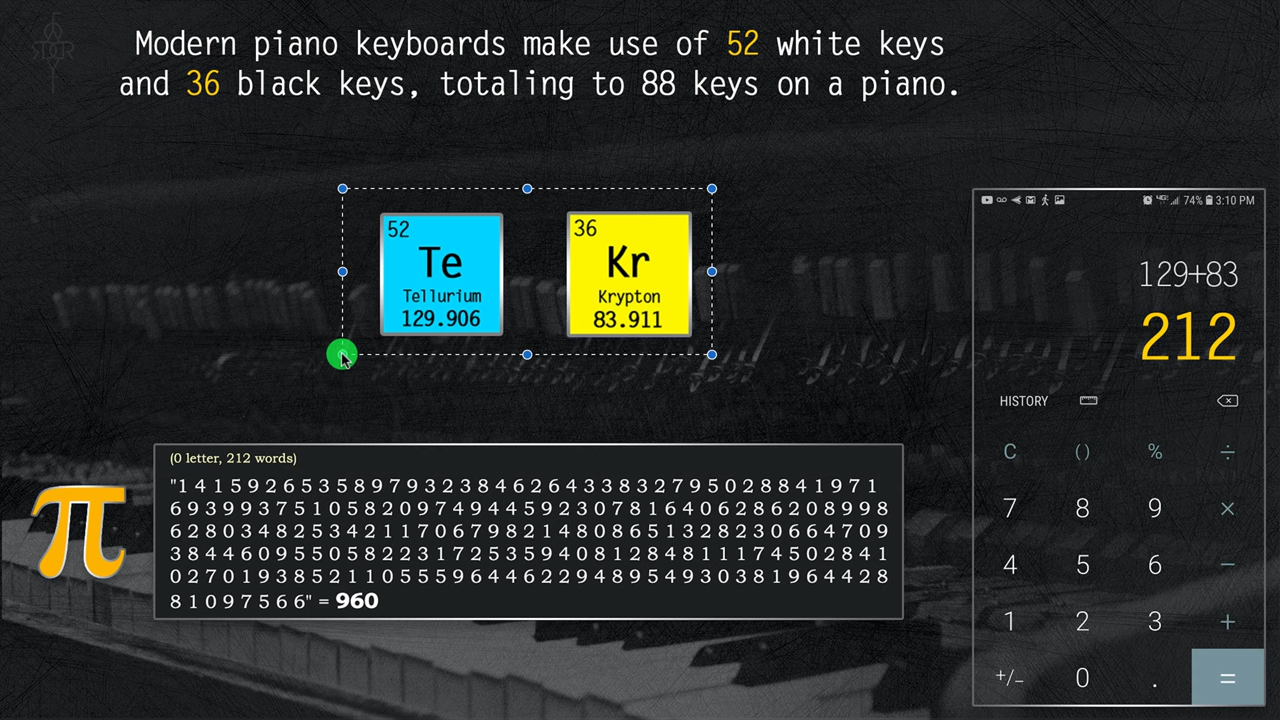 Modern piano keyboards make use of 52 white keys
and 36 black keys, totaling to 88 keys on a piano.
52
Te
Tellurium
129.906
36
Kr
Krypton
83.911
74% 3:10 PM
129+83
212
HISTORY
C () % ÷
7 8 9 ×
4 5 6 −
1 2 3 +
+/− 0 . =
(0 letter, 212 words)
"1 4 1 5 9 2 6 5 3 5 8 9 7 9 3 2 3 8 4 6 2 6 4 3 3 8 3 2 7 9 5 0 2 8 8 4 1 9 7 1
6 9 3 9 9 3 7 5 1 0 5 8 2 0 9 7 4 9 4 4 5 9 2 3 0 7 8 1 6 4 0 6 2 8 6 2 0 8 9 9 8
6 2 8 0 3 4 8 2 5 3 4 2 1 1 7 0 6 7 9 8 2 1 4 8 0 8 6 5 1 3 2 8 2 3 0 6 6 4 7 0 9
3 8 4 4 6 0 9 5 5 0 5 8 2 2 3 1 7 2 5 3 5 9 4 0 8 1 2 8 4 8 1 1 1 7 4 5 0 2 8 4 1
0 2 7 0 1 9 3 8 5 2 1 1 0 5 5 5 9 6 4 4 6 2 2 9 4 8 9 5 4 9 3 0 3 8 1 9 6 4 4 2 8
8 1 0 9 7 5 6 6" = 960
π